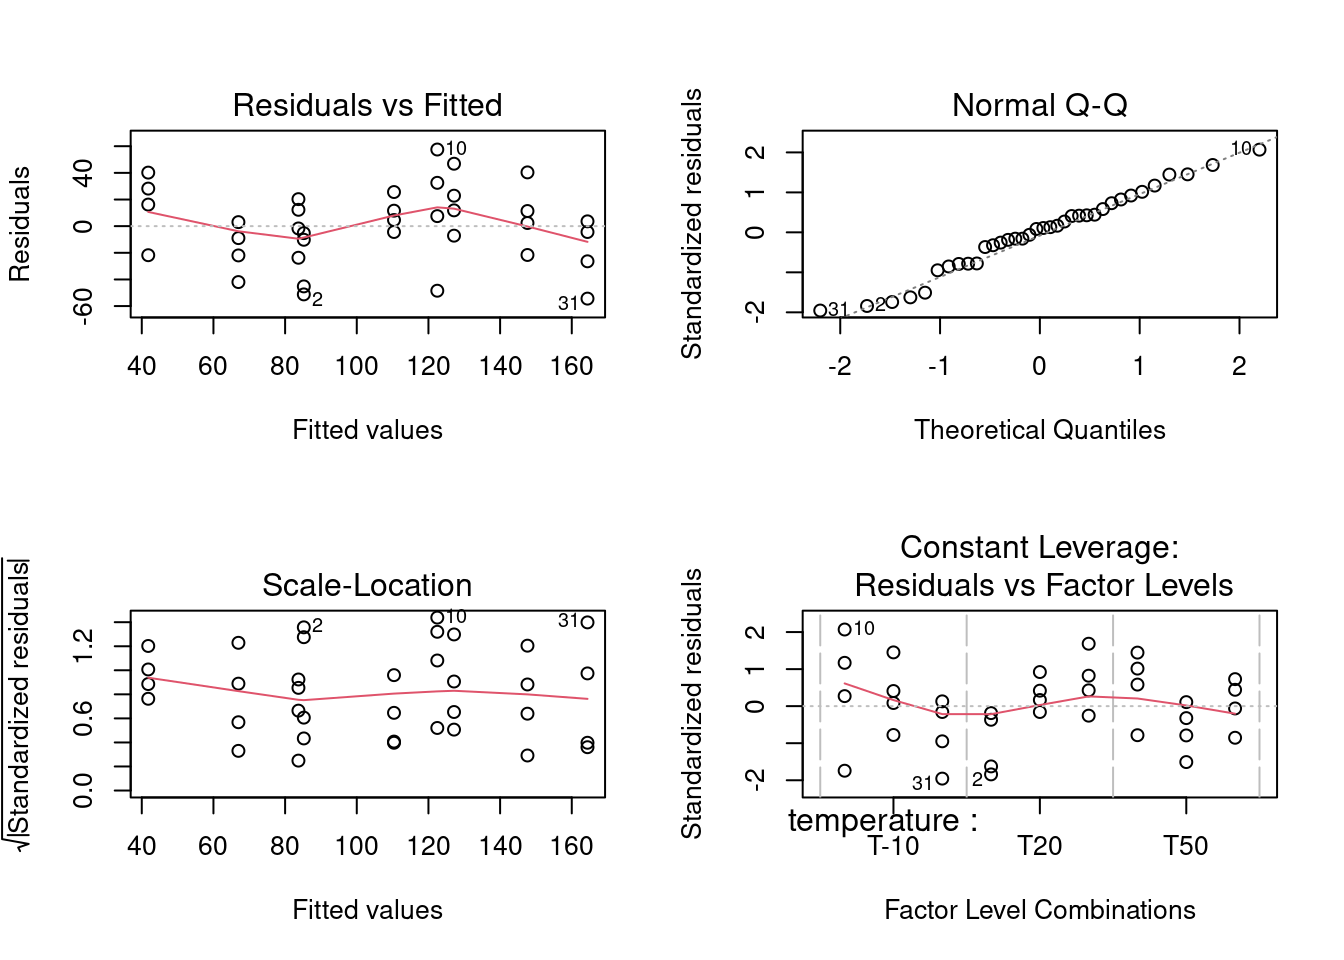 Residuals vs Fitted
Residuals
40
0
-60
10
2
31
40 60 80 100 120 140 160
Fitted values
Normal Q-Q
Standardized residuals
2
1
0
-2
10
31
2
-2 -1 0 1 2
Theoretical Quantiles
Scale-Location
√|Standardized residuals|
1.2
0.6
0.0
2
10
31
40 60 80 100 120 140 160
Fitted values
Constant Leverage:
Residuals vs Factor Levels
Standardized residuals
2
1
0
-2
10
31
2
temperature :
T-10 T20 T50
Factor Level Combinations